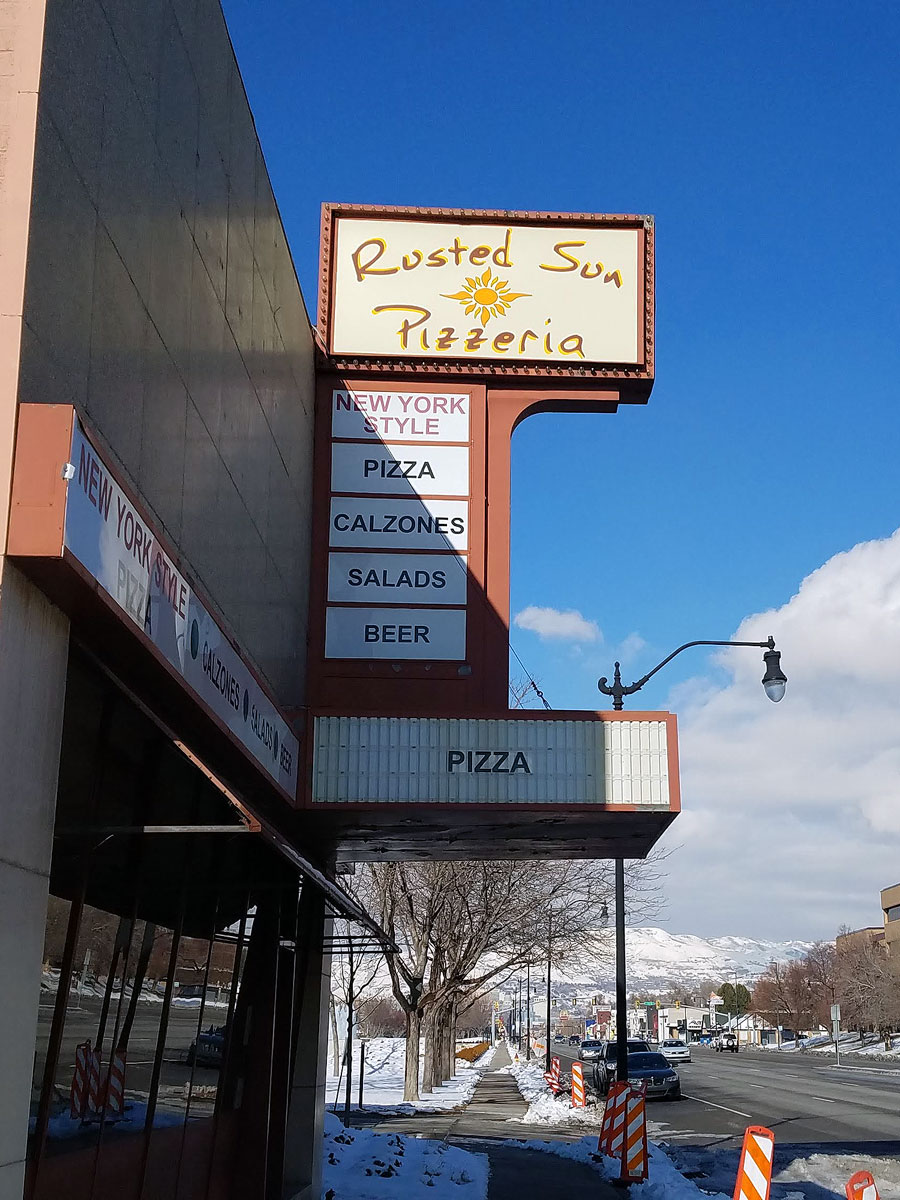 Rusted Sun
Pizzeria
NEW YORK
STYLE
PIZZA
CALZONES
SALADS
BEER
PIZZA
NEW YORK STYLE
PIZZA
CALZONES
SALADS
BEER